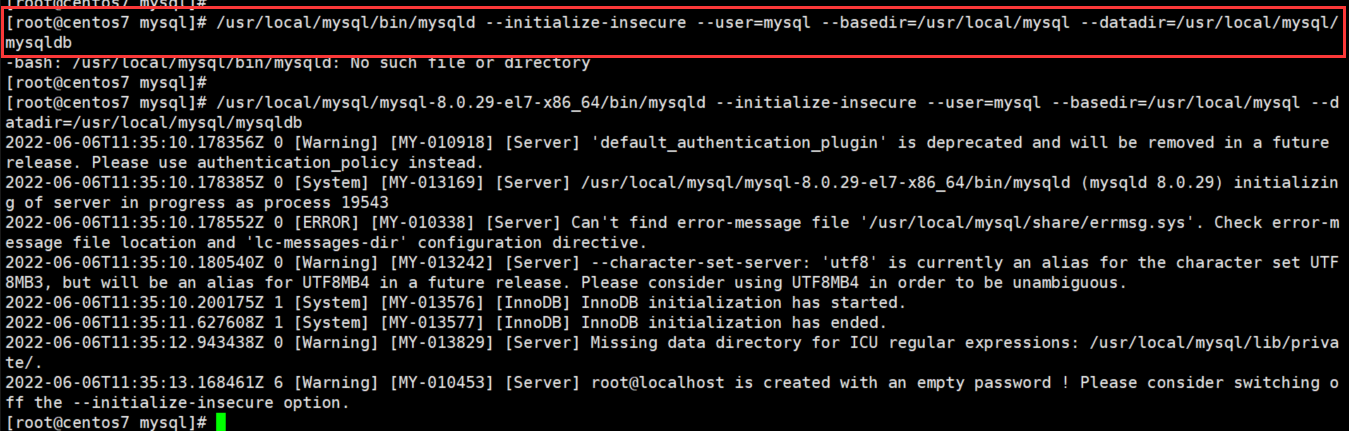 [root@centos7 mysql]#
[root@centos7 mysql]# /usr/local/mysql/bin/mysqld --initialize-insecure --user=mysql --basedir=/usr/local/mysql --datadir=/usr/local/mysql/
mysqldb
-bash: /usr/local/mysql/bin/mysqld: No such file or directory
[root@centos7 mysql]#
[root@centos7 mysql]# /usr/local/mysql/mysql-8.0.29-el7-x86_64/bin/mysqld --initialize-insecure --user=mysql --basedir=/usr/local/mysql --d
atadir=/usr/local/mysql/mysqldb
2022-06-06T11:35:10.178356Z 0 [Warning] [MY-010918] [Server] 'default_authentication_plugin' is deprecated and will be removed in a future
release. Please use authentication_policy instead.
2022-06-06T11:35:10.178385Z 0 [System] [MY-013169] [Server] /usr/local/mysql/mysql-8.0.29-el7-x86_64/bin/mysqld (mysqld 8.0.29) initializin
g of server in progress as process 19543
2022-06-06T11:35:10.178552Z 0 [ERROR] [MY-010338] [Server] Can't find error-message file '/usr/local/mysql/share/errmsg.sys'. Check error-m
essage file location and 'lc-messages-dir' configuration directive.
2022-06-06T11:35:10.180540Z 0 [Warning] [MY-013242] [Server] --character-set-server: 'utf8' is currently an alias for the character set UTF
8MB3, but will be an alias for UTF8MB4 in a future release. Please consider using UTF8MB4 in order to be unambiguous.
2022-06-06T11:35:10.200175Z 1 [System] [MY-013576] [InnoDB] InnoDB initialization has started.
2022-06-06T11:35:11.627608Z 1 [System] [MY-013577] [InnoDB] InnoDB initialization has ended.
2022-06-06T11:35:12.943438Z 0 [Warning] [MY-013829] [Server] Missing data directory for ICU regular expressions: /usr/local/mysql/lib/priva
te/.
2022-06-06T11:35:13.168461Z 6 [Warning] [MY-010453] [Server] root@localhost is created with an empty password ! Please consider switching o
ff the --initialize-insecure option.
[root@centos7 mysql]#